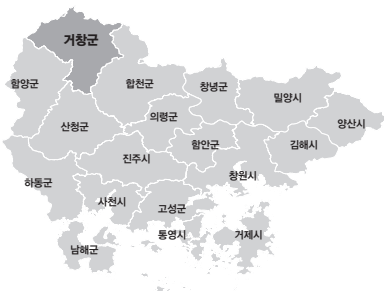 거창군
함양군
합천군
창녕군
밀양시
양산시
산청군
의령군
함안군
김해시
진주시
하동군
창원시
사천시
고성군
통영시
거제시
남해군